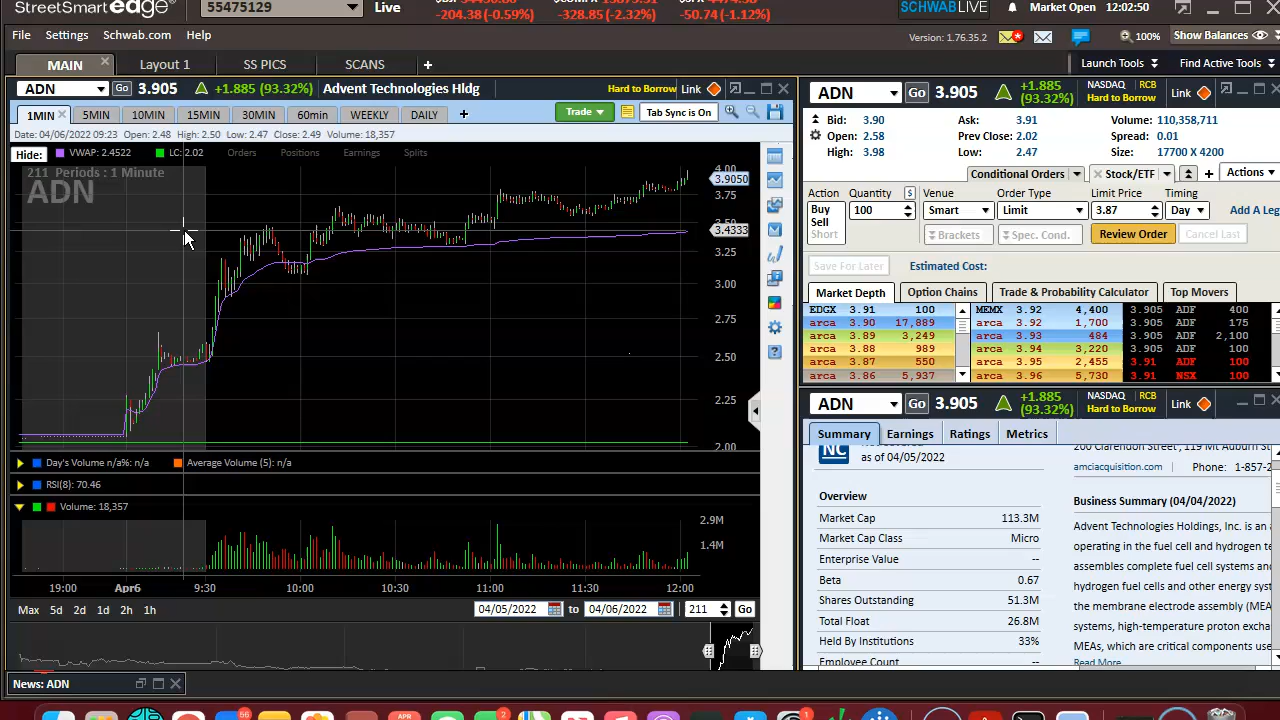 StreetSmart edge
55475129
Live
-204.38 (-0.59%)
-328.85 (-2.32%)
-50.74 (-1.12%)
SCHWAB LIVE
Market Open
12:02:50
File Settings Schwab.com Help
Version: 1.76.35.2
100%
Show Balances
MAIN
Layout 1
SS PICS
SCANS
+
Launch Tools
Find Active Tools
ADN
Go
3.905
+1.885 (93.32%)
Advent Technologies Hldg
Hard to Borrow
Link
1MIN
5MIN
10MIN
15MIN
30MIN
60min
WEEKLY
DAILY
+
Trade
Tab Sync is On
Date: 04/06/2022 09:23 Open: 2.48 High: 2.50 Low: 2.47 Close: 2.49 Volume: 18,357
Hide:
VWAP: 2.4522
LC: 2.02
Orders
Positions
Earnings
Splits
211 Periods : 1 Minute
ADN
4.00
3.9050
3.75
3.50
3.4333
3.25
3.00
2.75
2.50
2.25
2.00
Day's Volume n/a%: n/a
Average Volume (5): n/a
RSI(8): 70.46
Volume: 18,357
2.9M
1.4M
19:00
Apr6
9:30
10:00
10:30
11:00
11:30
12:00
Max 5d 2d 1d 2h 1h
04/05/2022
to
04/06/2022
211
Go
News: ADN
ADN
Go
3.905
+1.885
(93.32%)
NASDAQ
RCB
Hard to Borrow
Link
Bid: 3.90
Ask: 3.91
Volume: 110,358,711
Open: 2.58
Prev Close: 2.02
Spread: 0.01
High: 3.98
Low: 2.47
Size: 17700 X 4200
Conditional Orders
Stock/ETF
+
Actions
Action
Quantity
$
Venue
Order Type
Limit Price
Timing
Buy
Sell
Short
100
Smart
Limit
3.87
Day
Add a Leg
Brackets
Spec. Cond.
Review Order
Cancel Last
Save For Later
Estimated Cost:
Market Depth
Option Chains
Trade & Probability Calculator
Top Movers
EDGX 3.91 100
MEMX 3.92 4,400
3.905 ADF 400
arca 3.90 17,889
arca 3.92 1,700
3.905 ADF 175
arca 3.89 3,249
arca 3.93 484
3.905 ADF 2,100
arca 3.88 989
arca 3.94 3,220
3.905 ADF 100
arca 3.87 550
arca 3.95 2,455
3.91 ADF 100
arca 3.86 5,937
arca 3.96 5,730
3.91 NSX 100
ADN
Go
3.905
+1.885
(93.32%)
NASDAQ
RCB
Hard to Borrow
Link
Summary
Earnings
Ratings
Metrics
NC
as of 04/05/2022
200 Clarendon Street, 119 Mt Auburn
amciacquisition.com
Phone: 1-857-2
Overview
Market Cap 113.3M
Market Cap Class Micro
Enterprise Value --
Beta 0.67
Shares Outstanding 51.3M
Total Float 26.8M
Held By Institutions 33%
Employee Count --
Business Summary (04/04/2022)
Advent Technologies Holdings, Inc. is an
operating in the fuel cell and hydrogen te
assembles complete fuel cell systems and
hydrogen fuel cells and other energy syst
the membrane electrode assembly (MEA
systems, high-temperature proton excha
MEAs, which are critical components use
Read More